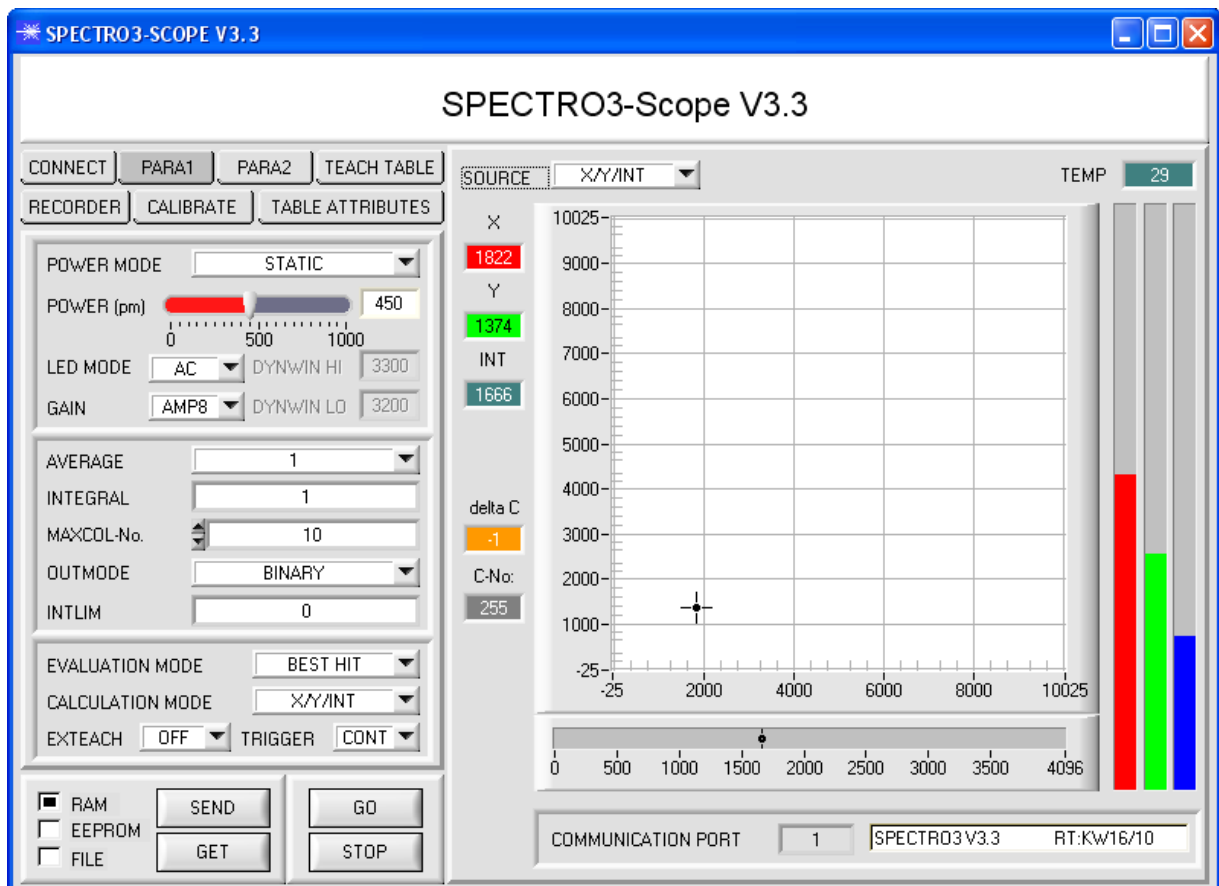 SPECTRO3-SCOPE V3.3
SPECTRO3-Scope V3.3
CONNECT PARA1 PARA2 TEACH TABLE
RECORDER CALIBRATE TABLE ATTRIBUTES
POWER MODE STATIC
POWER (pm) 450
0 500 1000
LED MODE AC DYNWIN HI 3300
GAIN AMP8 DYNWIN LO 3200
AVERAGE 1
INTEGRAL 1
MAXCOL-No. 10
OUTMODE BINARY
INTLIM 0
EVALUATION MODE BEST HIT
CALCULATION MODE X/Y/INT
EXTEACH OFF TRIGGER CONT
RAM
EEPROM
FILE
SEND
GET
GO
STOP
SOURCE X/Y/INT
TEMP 29
X
1822
Y
1374
INT
1666
delta C
-1
C-No:
255
10025
9000
8000
7000
6000
5000
4000
3000
2000
1000
-25
-25 2000 4000 6000 8000 10025
0 500 1000 1500 2000 2500 3000 3500 4096
COMMUNICATION PORT 1 SPECTRO3 V3.3 RT:KW16/10